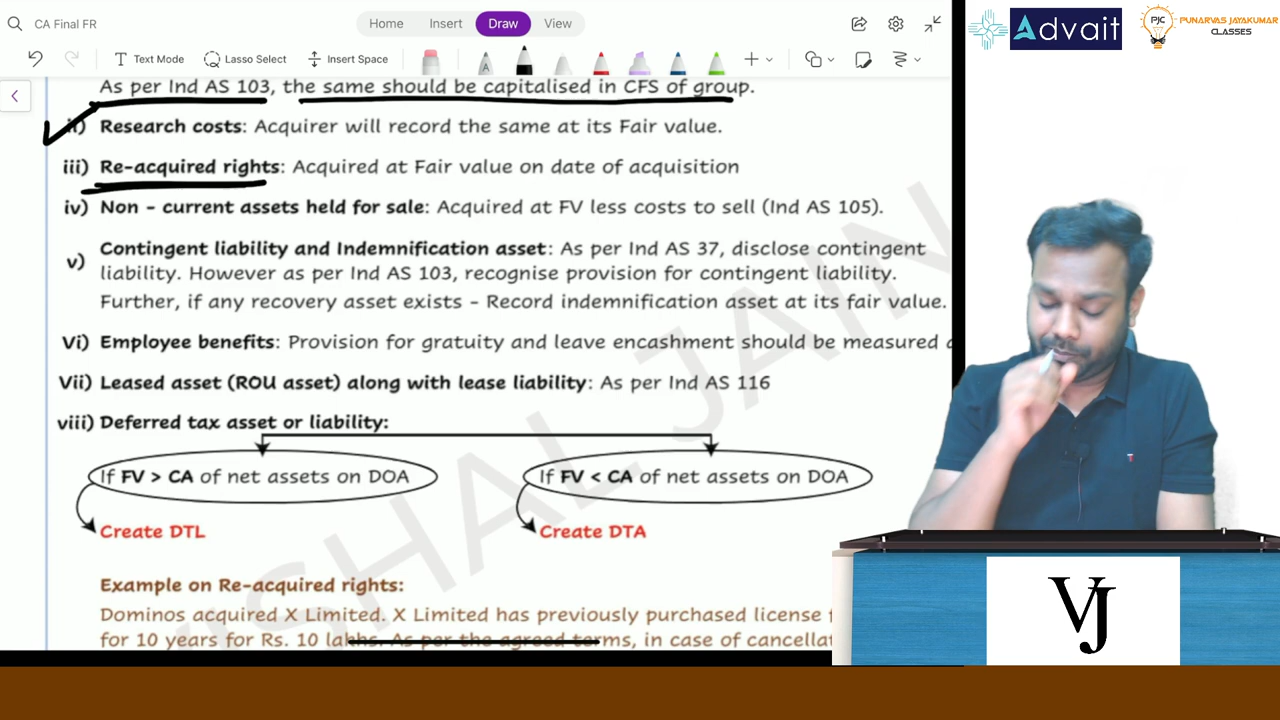 CA Final FR
Home Insert Draw View
Advait
PJC PUNARVAS JAYAKUMAR
CLASSES
Text Mode Lasso Select Insert Space
As per Ind AS 103, the same should be capitalised in CFS of group.
ii) Research costs: Acquirer will record the same at its Fair value.
iii) Re-acquired rights: Acquired at Fair value on date of acquisition
iv) Non - current assets held for sale: Acquired at FV less costs to sell (Ind AS 105).
v) Contingent liability and Indemnification asset: As per Ind AS 37, disclose contingent
liability. However as per Ind AS 103, recognise provision for contingent liability.
Further, if any recovery asset exists - Record indemnification asset at its fair value.
Vi) Employee benefits: Provision for gratuity and leave encashment should be measured
Vii) Leased asset (ROU asset) along with lease liability: As per Ind AS 116
viii) Deferred tax asset or liability:
If FV > CA of net assets on DOA
If FV < CA of net assets on DOA
Create DTL
Create DTA
Example on Re-acquired rights:
Dominos acquired X Limited. X Limited has previously purchased license
for 10 years for Rs. 10 lakhs. As per the agreed terms, in case of
SHAL JAIN
VJ